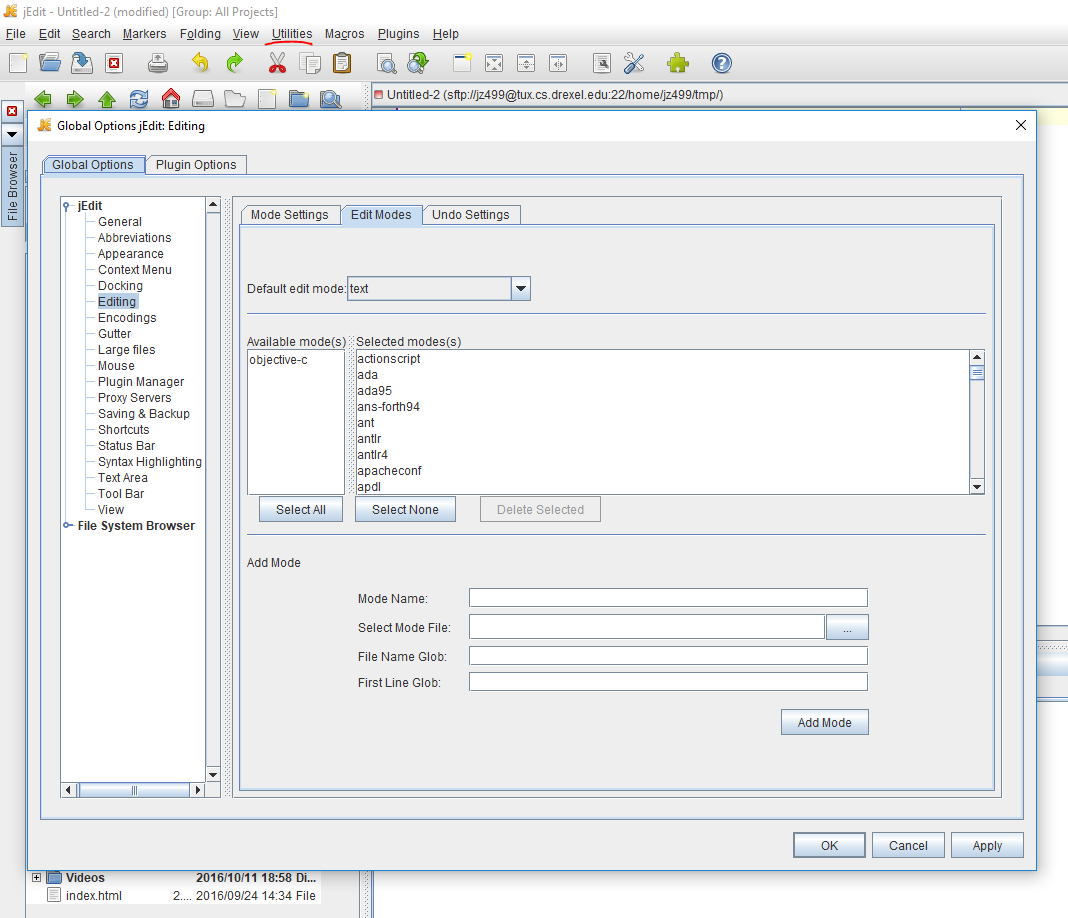 jEdit - Untitled-2 (modified) [Group: All Projects]
File Edit Search Markers Folding View Utilities Macros Plugins Help
Untitled-2 (sftp://jz499@tux.cs.drexel.edu:22/home/jz499/tmp/)
File Browser
Global Options jEdit: Editing
Global Options Plugin Options
jEdit
General
Abbreviations
Appearance
Context Menu
Docking
Editing
Encodings
Gutter
Large files
Mouse
Plugin Manager
Proxy Servers
Saving & Backup
Shortcuts
Status Bar
Syntax Highlighting
Text Area
Tool Bar
View
File System Browser
Mode Settings Edit Modes Undo Settings
Default edit mode: text
Available mode(s) Selected modes(s)
objective-c
actionscript
ada
ada95
ans-forth94
ant
antlr
antlr4
apacheconf
apdl
Select All Select None Delete Selected
Add Mode
Mode Name:
Select Mode File: ...
File Name Glob:
First Line Glob:
Add Mode
OK Cancel Apply
Videos 2016/10/11 18:58 Di...
index.html 2.... 2016/09/24 14:34 File